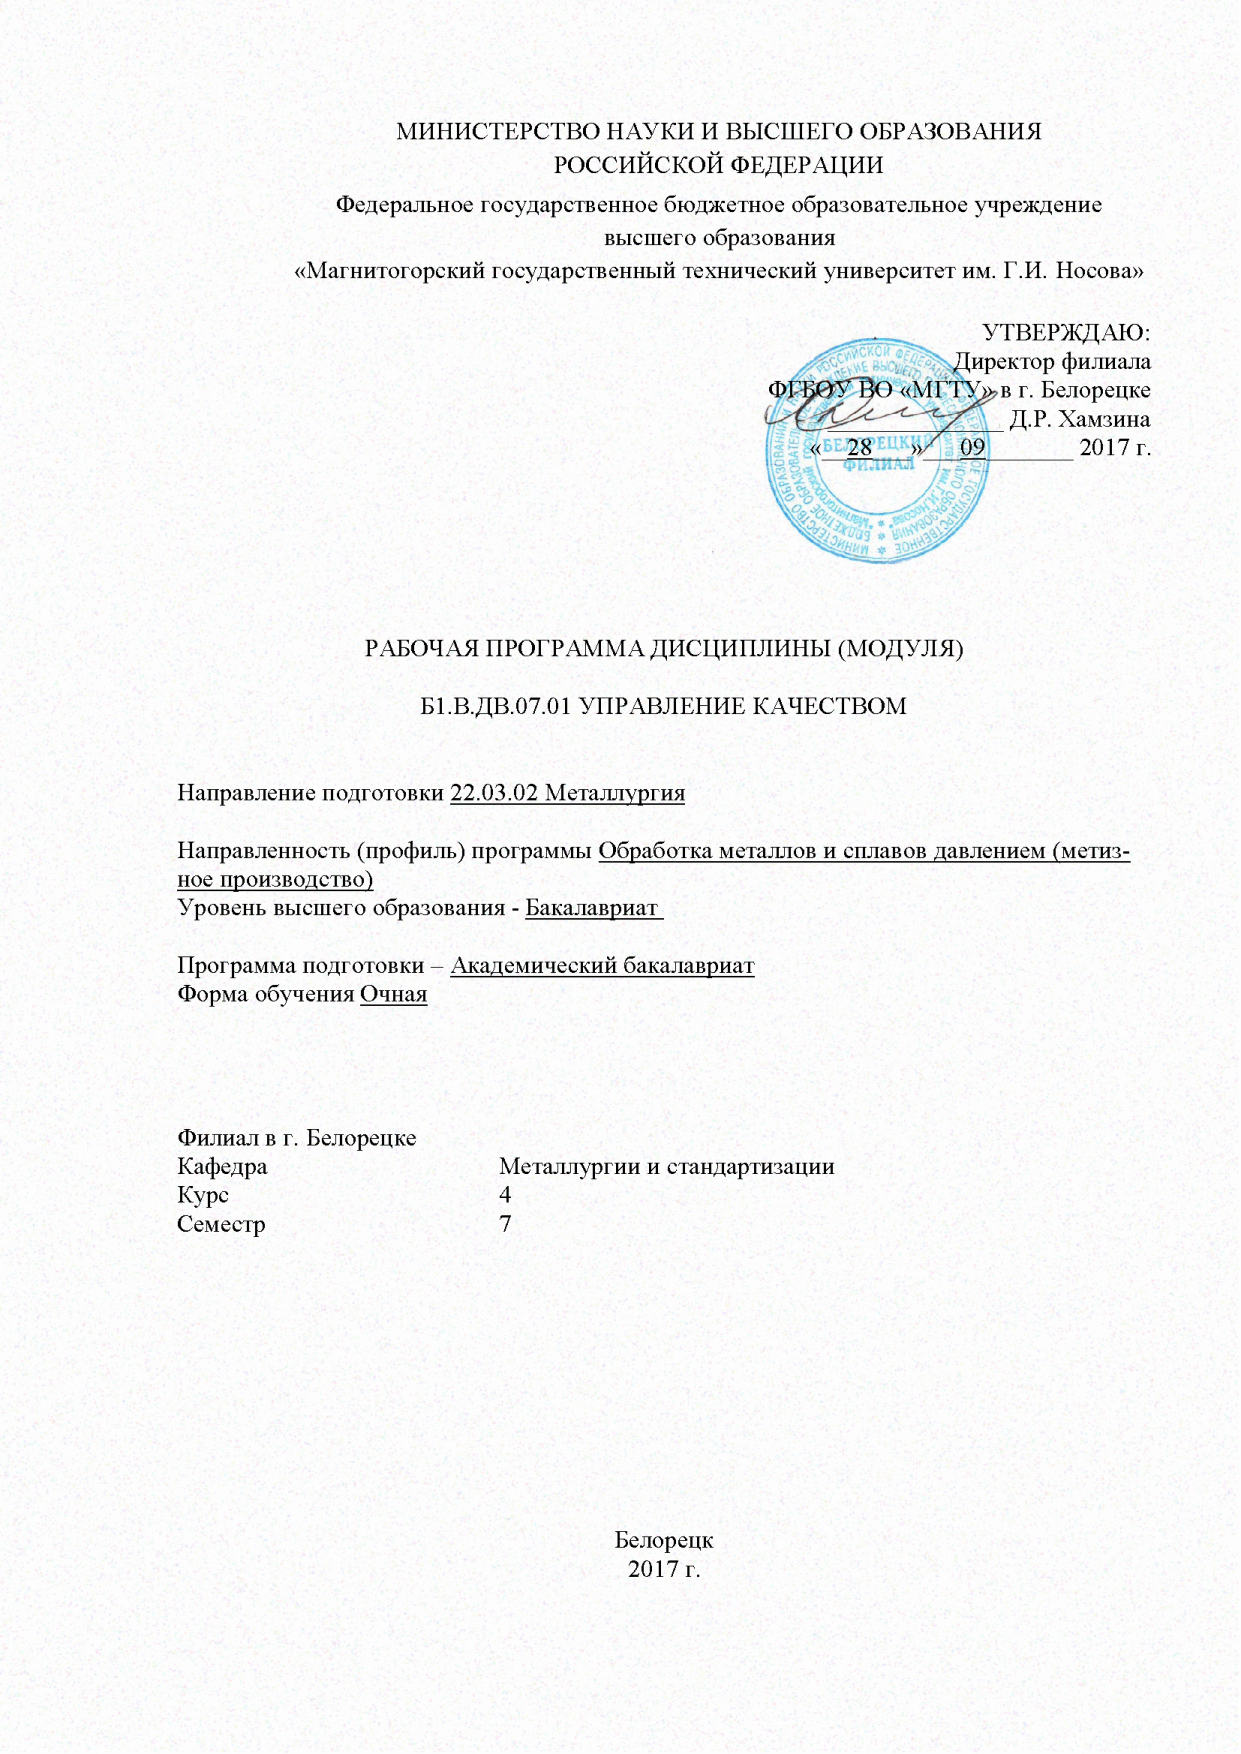 МИНИСТЕРСТВО НАУКИ И ВЫСШЕГО ОБРАЗОВАНИЯ
РОССИЙСКОЙ ФЕДЕРАЦИИ
Федеральное государственное бюджетное образовательное учреждение
высшего образования
«Магнитогорский государственный технический университет им. Г.И. Носова»
УТВЕРЖДАЮ:
Директор филиала
ФГБОУ ВО «МГТУ» в г. Белорецке
Д.Р. Хамзина
«28» 09 2017 г.
БЕЛОРЕЦКИЙ
ФИЛИАЛ
РАБОЧАЯ ПРОГРАММА ДИСЦИПЛИНЫ (МОДУЛЯ)
Б1.В.ДВ.07.01 УПРАВЛЕНИЕ КАЧЕСТВОМ
Направление подготовки 22.03.02 Металлургия
Направленность (профиль) программы Обработка металлов и сплавов давлением (метиз-
ное производство)
Уровень высшего образования - Бакалавриат
Программа подготовки – Академический бакалавриат
Форма обучения Очная
Филиал в г. Белорецке
Кафедра Металлургии и стандартизации
Курс 4
Семестр 7
Белорецк
2017 г.